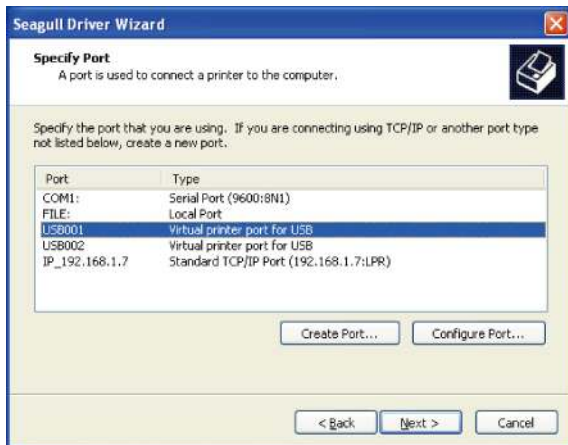 Seagull Driver Wizard
Specify Port
A port is used to connect a printer to the computer.
Specify the port that you are using. If you are connecting using TCP/IP or another port type
not listed below, create a new port.
Port Type
COM1: Serial Port (9600:8N1)
FILE: Local Port
USB001 Virtual printer port for USB
USB002 Virtual printer port for USB
IP_192.168.1.7 Standard TCP/IP Port (192.168.1.7:LPR)
Create Port... Configure Port...
< Back Next > Cancel